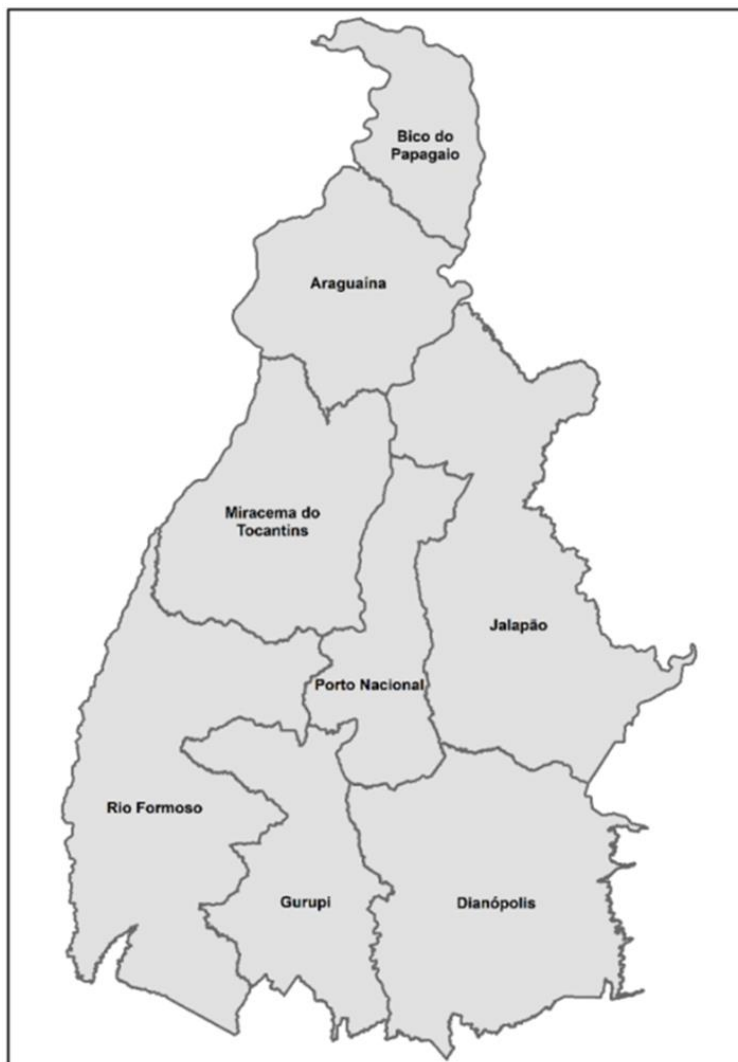 Bico do
Papagaio
Araguaína
Miracema do
Tocantins
Jalapão
Porto Nacional
Rio Formoso
Gurupi
Dianópolis